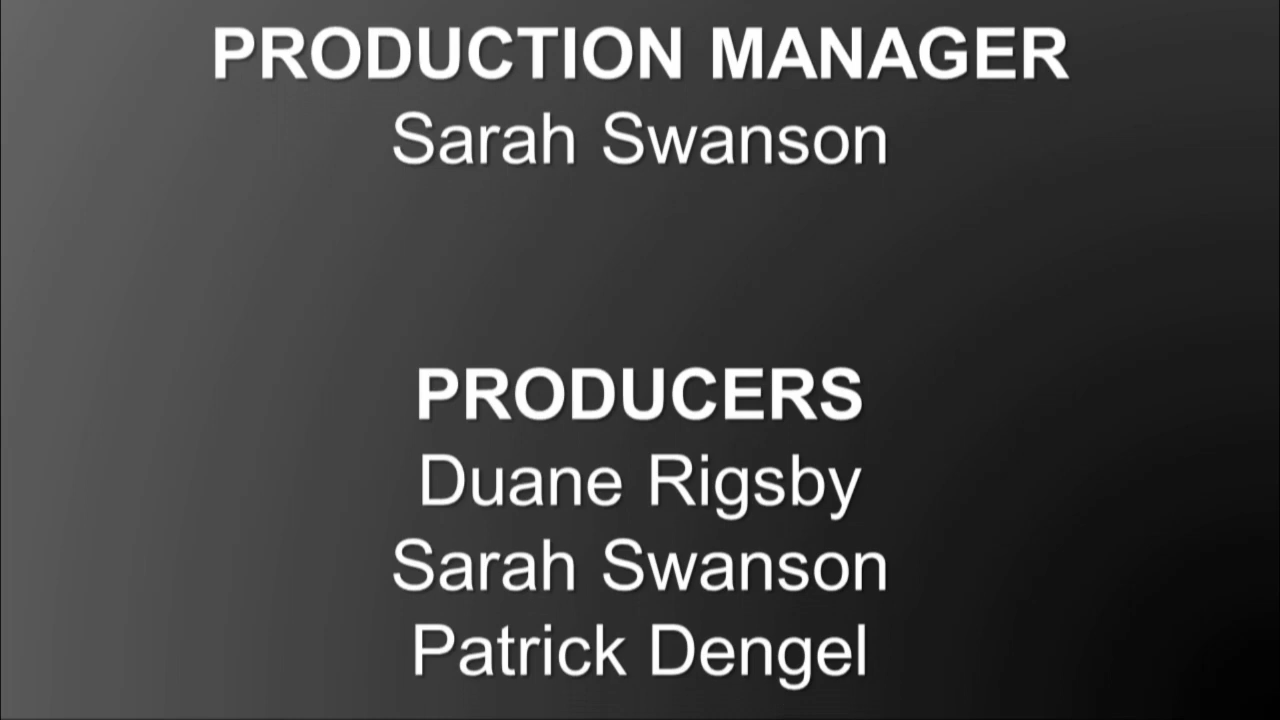 PRODUCTION MANAGER
Sarah Swanson
PRODUCERS
Duane Rigsby
Sarah Swanson
Patrick Dengel